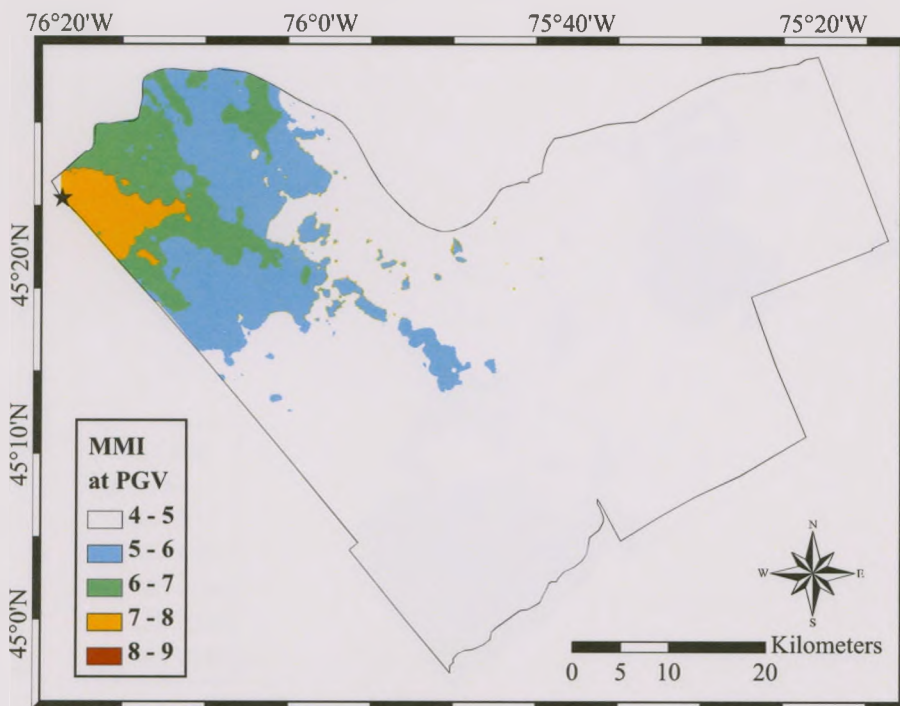 76°20'W 76°0'W 75°40'W 75°20'W
45°20'N
45°10'N
45°0'N
MMI
at PGV
4 - 5
5 - 6
6 - 7
7 - 8
8 - 9
N
W E
S
Kilometers
0 5 10 20